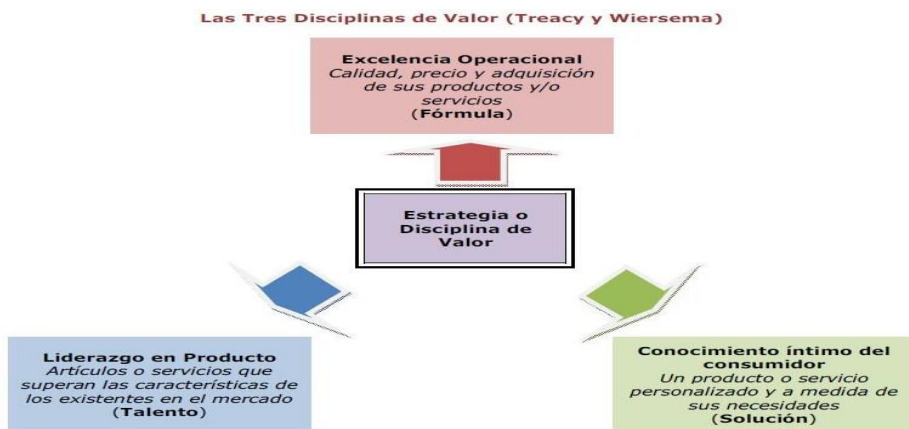 Las Tres Disciplinas de Valor (Treacy y Wiersema)
Excelencia Operacional
Calidad, precio y adquisición
de sus productos y/o
servicios
(Fórmula)
Estrategia o
Disciplina de
Valor
Liderazgo en Producto
Artículos o servicios que
superan las características de
los existentes en el mercado
(Talento)
Conocimiento íntimo del
consumidor
Un producto o servicio
personalizado y a medida de
sus necesidades
(Solución)